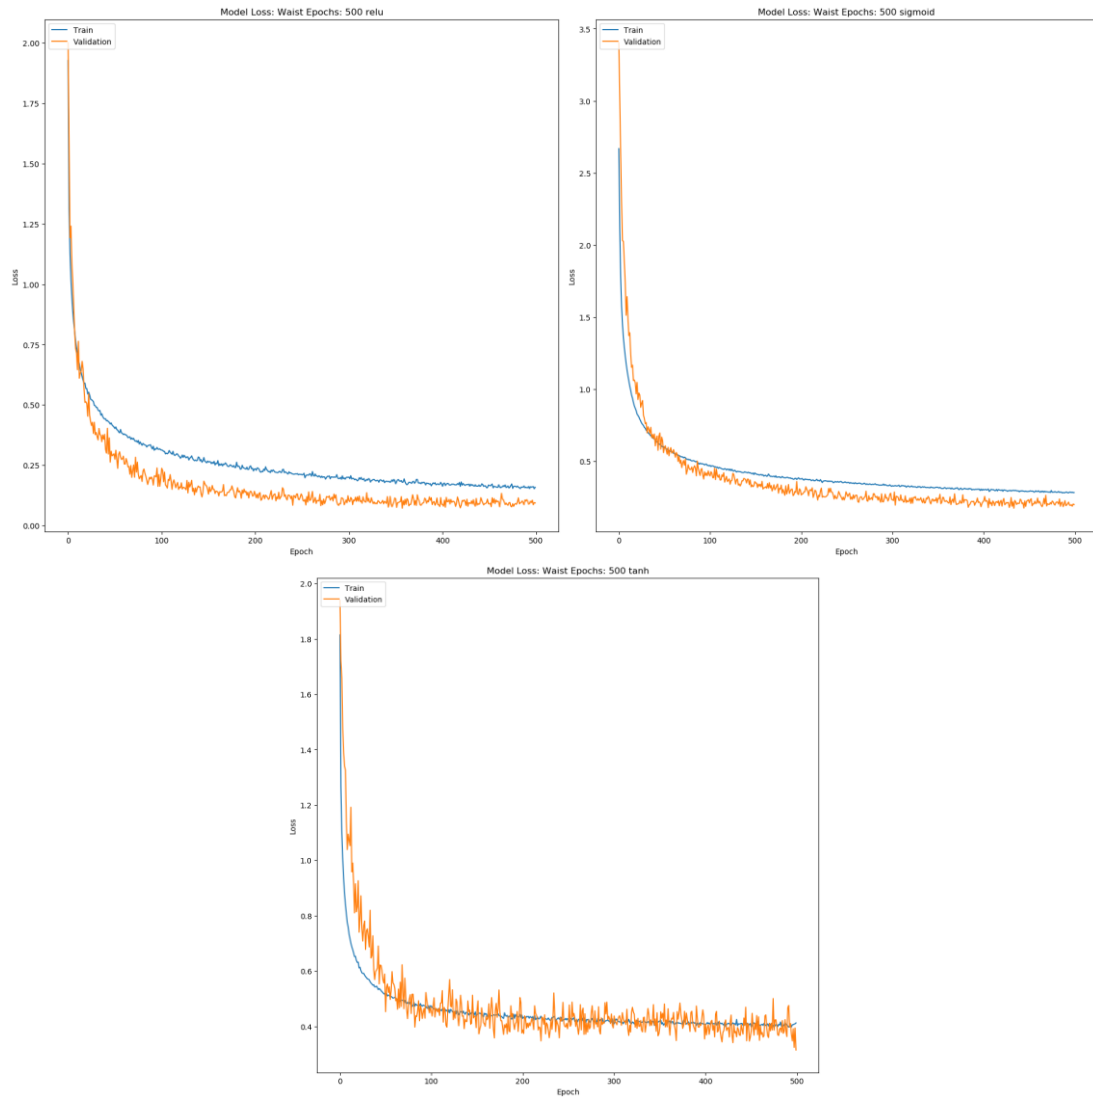 Model Loss: Waist Epochs: 500 relu
Train
Validation
2.00
1.75
1.50
1.25
1.00
0.75
0.50
0.25
0.00
Loss
0
100
200
300
400
500
Epoch
Model Loss: Waist Epochs: 500 sigmoid
Train
Validation
3.5
3.0
2.5
2.0
1.5
1.0
0.5
Loss
0
100
200
300
400
500
Epoch
Model Loss: Waist Epochs: 500 tanh
Train
Validation
2.0
1.8
1.6
1.4
1.2
1.0
0.8
0.6
0.4
Loss
0
100
200
300
400
500
Epoch